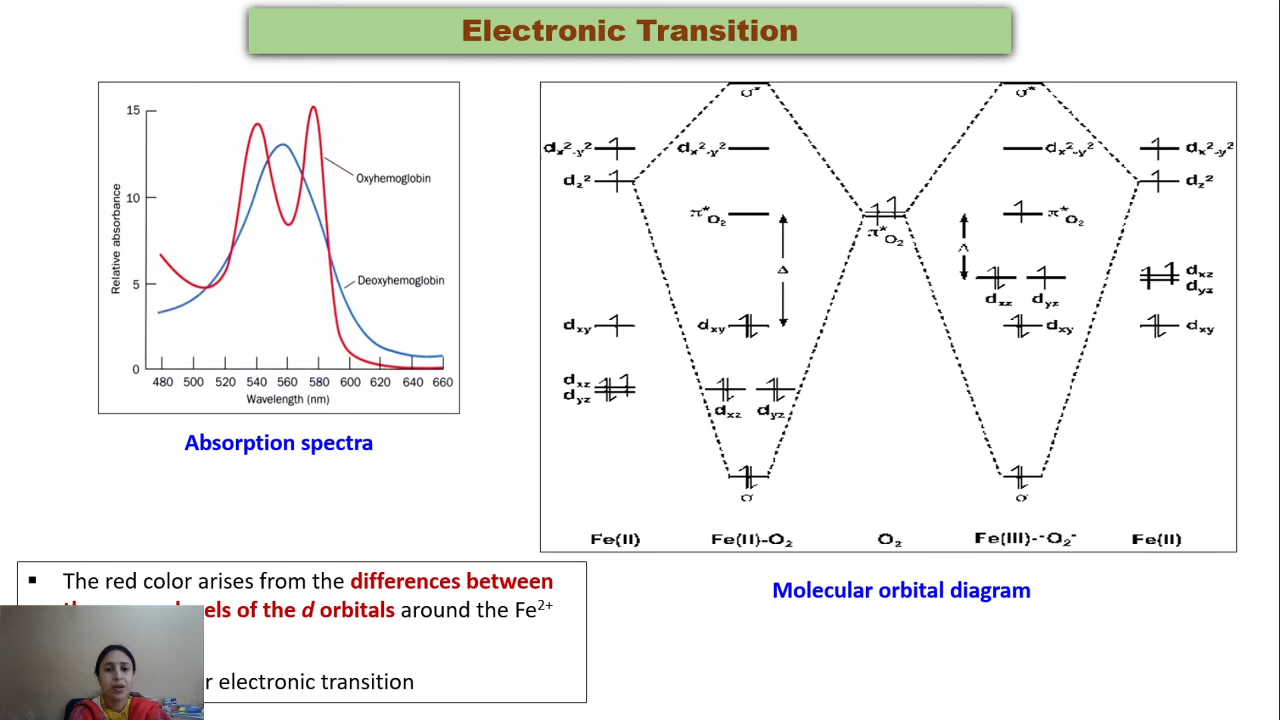 Electronic Transition
15
10
5
0
Relative absorbance
Oxyhemoglobin
Deoxyhemoglobin
480 500 520 540 560 580 600 620 640 660
Wavelength (nm)
Absorption spectra
σ* σ*
dx²-y² dx²-y² dx²-y² dx²-y²
dz² dz²
π*O₂ π*O₂ π*O₂
Δ Δ
dxz
dyz
dxz dyz
dxy dxy dxy dxy
dxz
dyz
dxz dyz
σ σ
Fe(II) Fe(II)-O₂ O₂ Fe(III)-·O₂⁻ Fe(II)
Molecular orbital diagram
▪ The red color arises from the differences between
of the d orbitals around the Fe²⁺
electronic transition